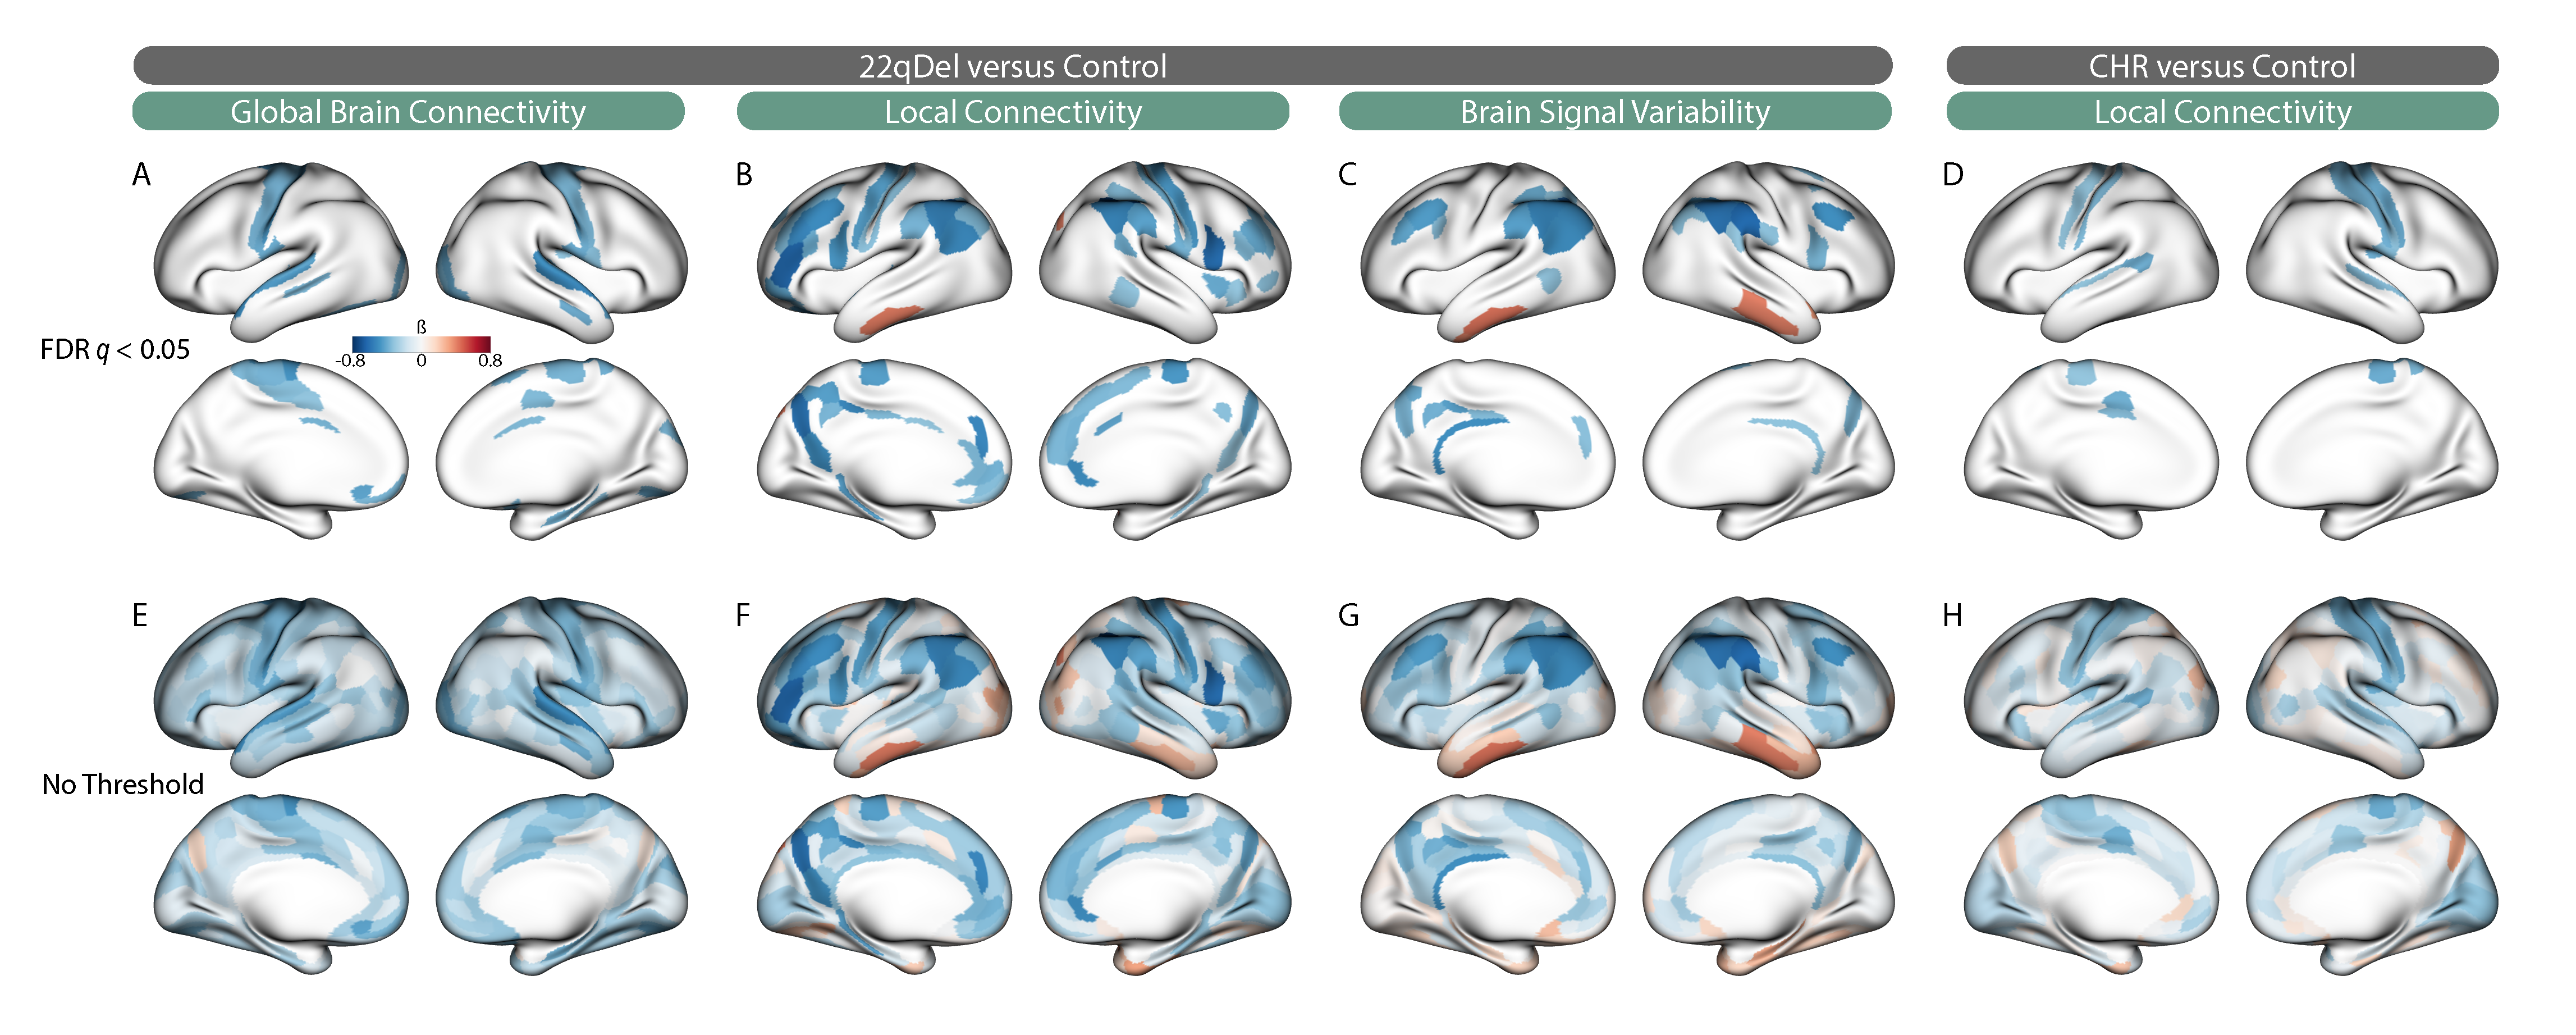 22qDel versus Control
CHR versus Control
Global Brain Connectivity
Local Connectivity
Brain Signal Variability
Local Connectivity
A
B
C
D
FDR q < 0.05
ß
-0.8
0
0.8
E
F
G
H
No Threshold